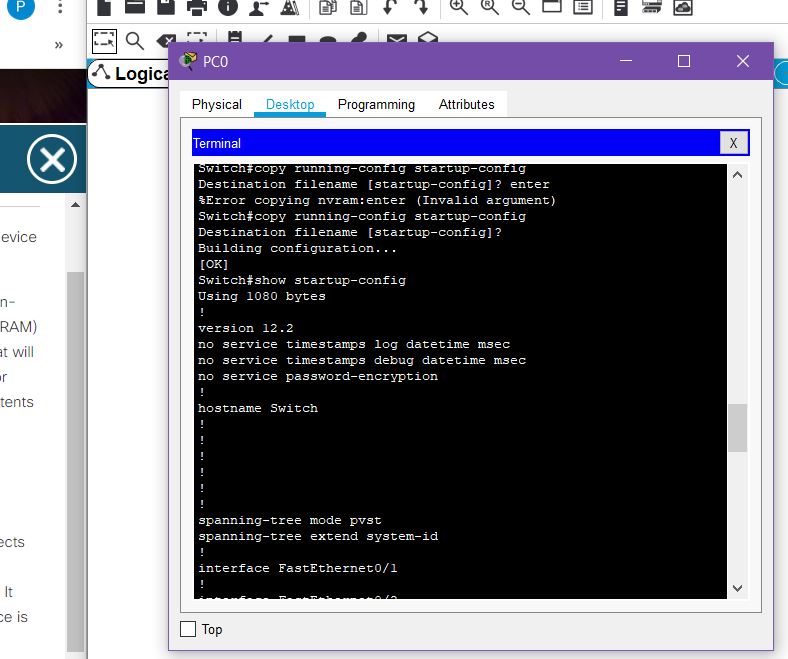 P
»
Logica
evice
n-
RAM)
at will
or
tents
ects
It
ce is
PC0
Physical
Desktop
Programming
Attributes
Terminal
X
Switch#copy running-config startup-config
Destination filename [startup-config]? enter
%Error copying nvram:enter (Invalid argument)
Switch#copy running-config startup-config
Destination filename [startup-config]?
Building configuration...
[OK]
Switch#show startup-config
Using 1080 bytes
!
version 12.2
no service timestamps log datetime msec
no service timestamps debug datetime msec
no service password-encryption
!
hostname Switch
!
!
!
!
!
!
spanning-tree mode pvst
spanning-tree extend system-id
!
interface FastEthernet0/1
!
interface FastEthernet0/2
Top